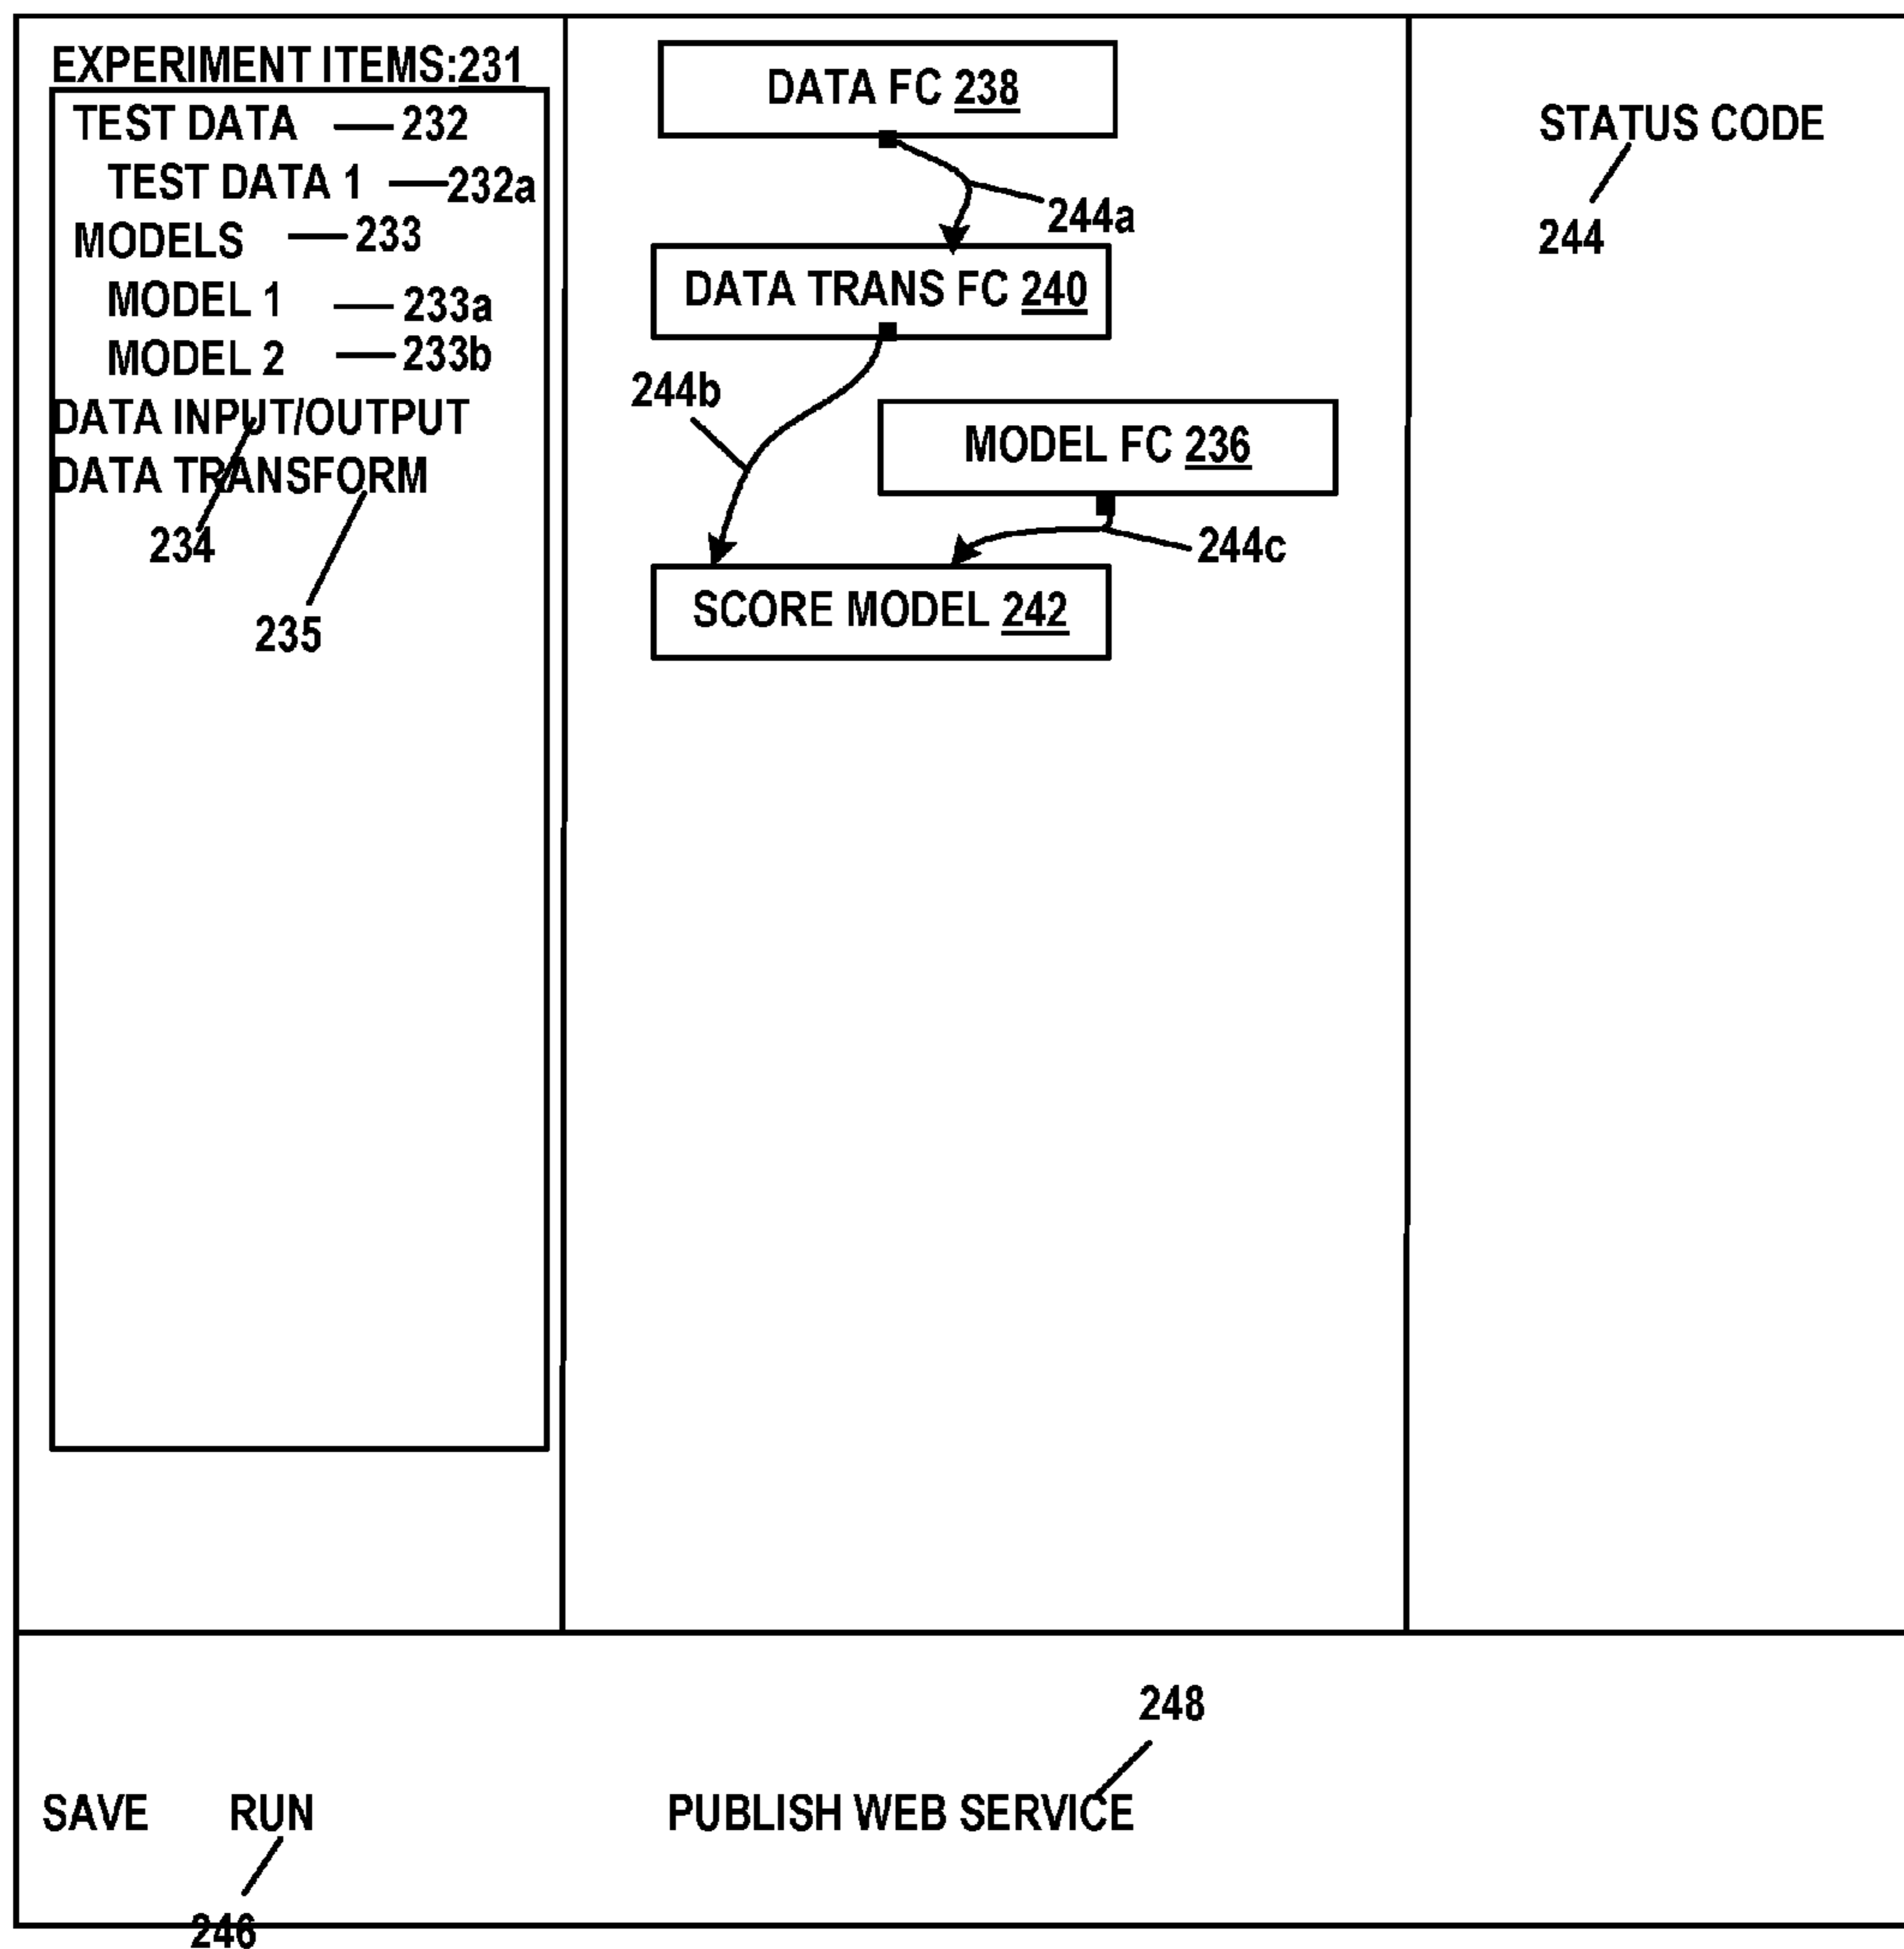 EXPERIMENT ITEMS:231
TEST DATA 232
TEST DATA 1 232a
MODELS 233
MODEL 1 233a
MODEL 2 233b
DATA INPUT/OUTPUT
DATA TRANSFORM
234
235
DATA FC 238
244a
DATA TRANS FC 240
244b
MODEL FC 236
244c
SCORE MODEL 242
STATUS CODE
244
248
SAVE RUN PUBLISH WEB SERVICE
246